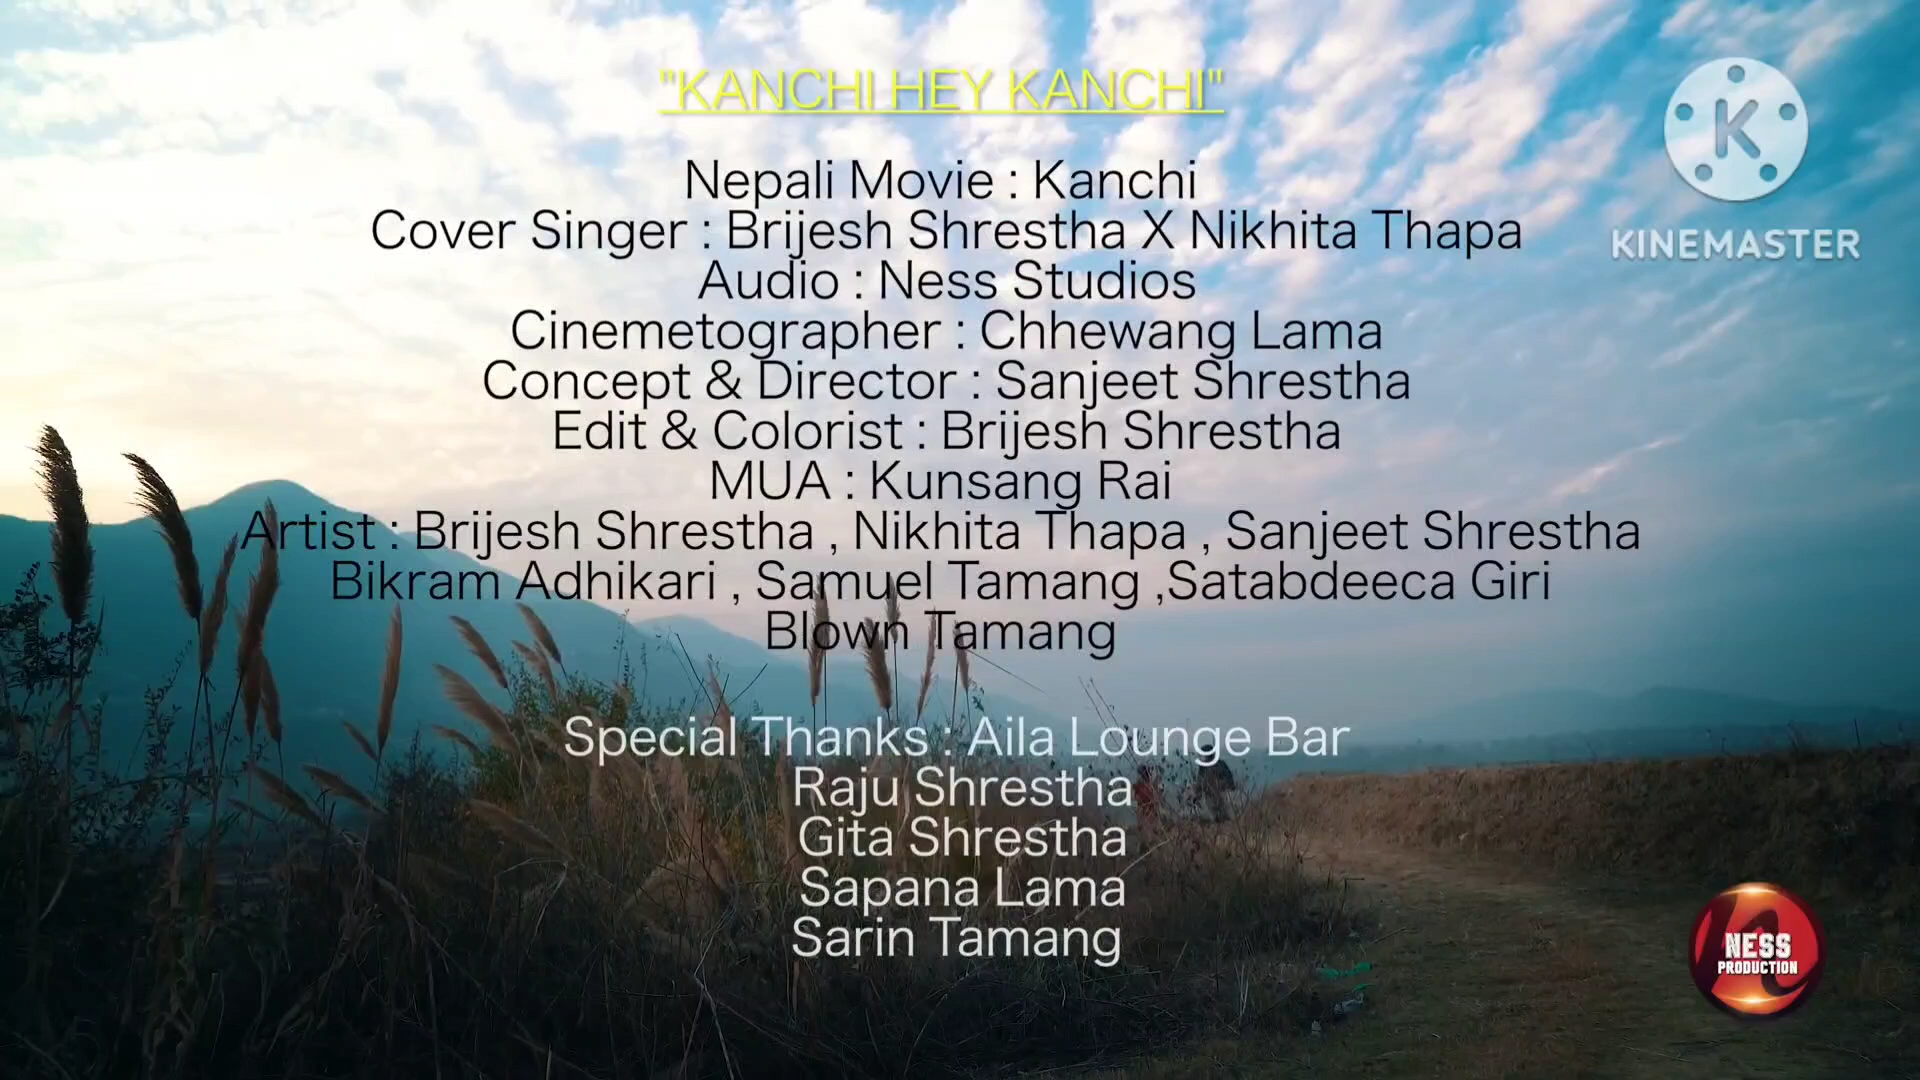 "KANCHI HEY KANCHI"
Nepali Movie : Kanchi
Cover Singer : Brijesh Shrestha X Nikhita Thapa
Audio : Ness Studios
Cinemetographer : Chhewang Lama
Concept & Director : Sanjeet Shrestha
Edit & Colorist : Brijesh Shrestha
MUA : Kunsang Rai
Artist : Brijesh Shrestha , Nikhita Thapa , Sanjeet Shrestha
Bikram Adhikari , Samuel Tamang ,Satabdeeca Giri
Blown Tamang
Special Thanks : Aila Lounge Bar
Raju Shrestha
Gita Shrestha
Sapana Lama
Sarin Tamang
K
KINEMASTER
NESS
PRODUCTION